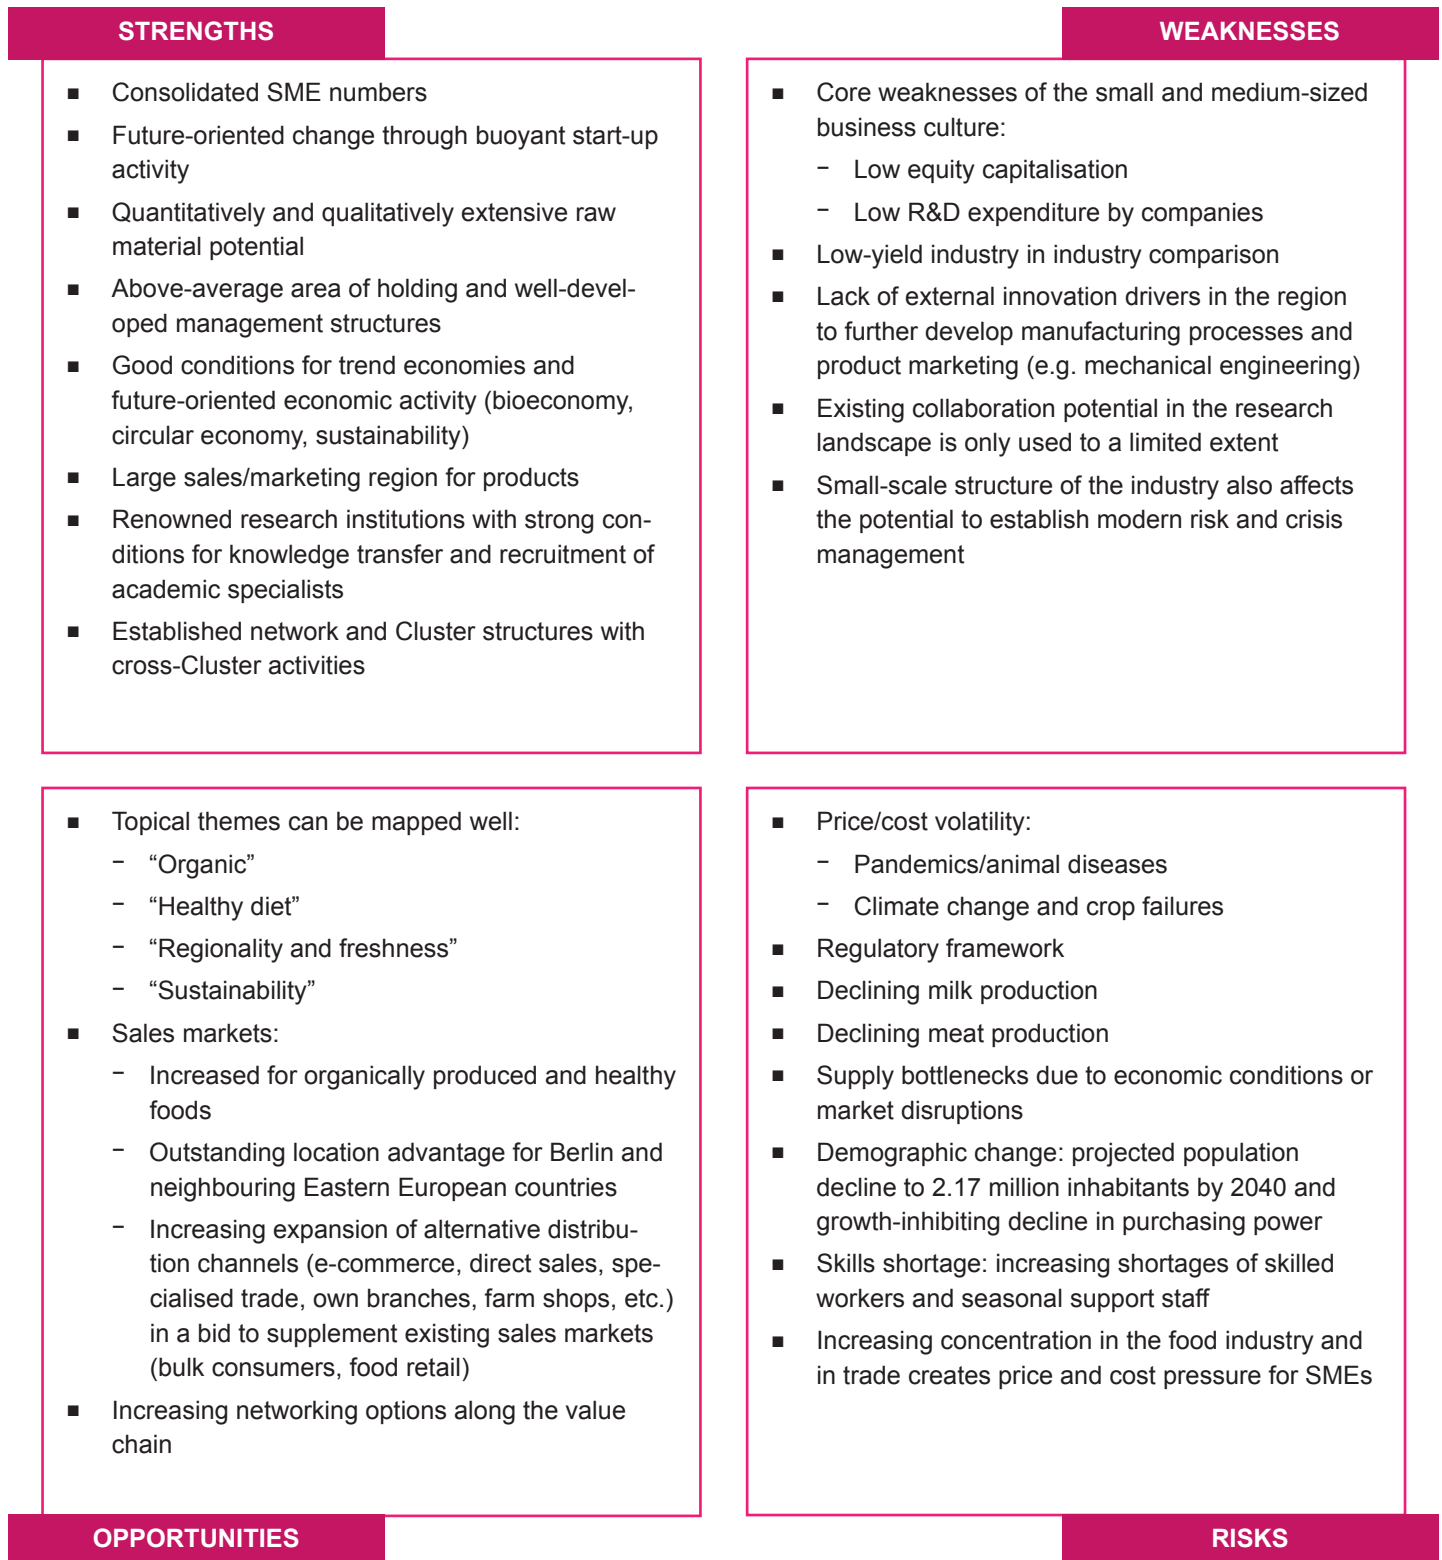 STRENGTHS
■ Consolidated SME numbers
■ Future-oriented change through buoyant start-up
activity
■ Quantitatively and qualitatively extensive raw
material potential
■ Above-average area of holding and well-devel-
oped management structures
■ Good conditions for trend economies and
future-oriented economic activity (bioeconomy,
circular economy, sustainability)
■ Large sales/marketing region for products
■ Renowned research institutions with strong con-
ditions for knowledge transfer and recruitment of
academic specialists
■ Established network and Cluster structures with
cross-Cluster activities
WEAKNESSES
■ Core weaknesses of the small and medium-sized
business culture:
− Low equity capitalisation
− Low R&D expenditure by companies
■ Low-yield industry in industry comparison
■ Lack of external innovation drivers in the region
to further develop manufacturing processes and
product marketing (e.g. mechanical engineering)
■ Existing collaboration potential in the research
landscape is only used to a limited extent
■ Small-scale structure of the industry also affects
the potential to establish modern risk and crisis
management
■ Topical themes can be mapped well:
− “Organic”
− “Healthy diet”
− “Regionality and freshness”
− “Sustainability”
■ Sales markets:
− Increased for organically produced and healthy
foods
− Outstanding location advantage for Berlin and
neighbouring Eastern European countries
− Increasing expansion of alternative distribu-
tion channels (e-commerce, direct sales, spe-
cialised trade, own branches, farm shops, etc.)
in a bid to supplement existing sales markets
(bulk consumers, food retail)
■ Increasing networking options along the value
chain
OPPORTUNITIES
■ Price/cost volatility:
− Pandemics/animal diseases
− Climate change and crop failures
■ Regulatory framework
■ Declining milk production
■ Declining meat production
■ Supply bottlenecks due to economic conditions or
market disruptions
■ Demographic change: projected population
decline to 2.17 million inhabitants by 2040 and
growth-inhibiting decline in purchasing power
■ Skills shortage: increasing shortages of skilled
workers and seasonal support staff
■ Increasing concentration in the food industry and
in trade creates price and cost pressure for SMEs
RISKS